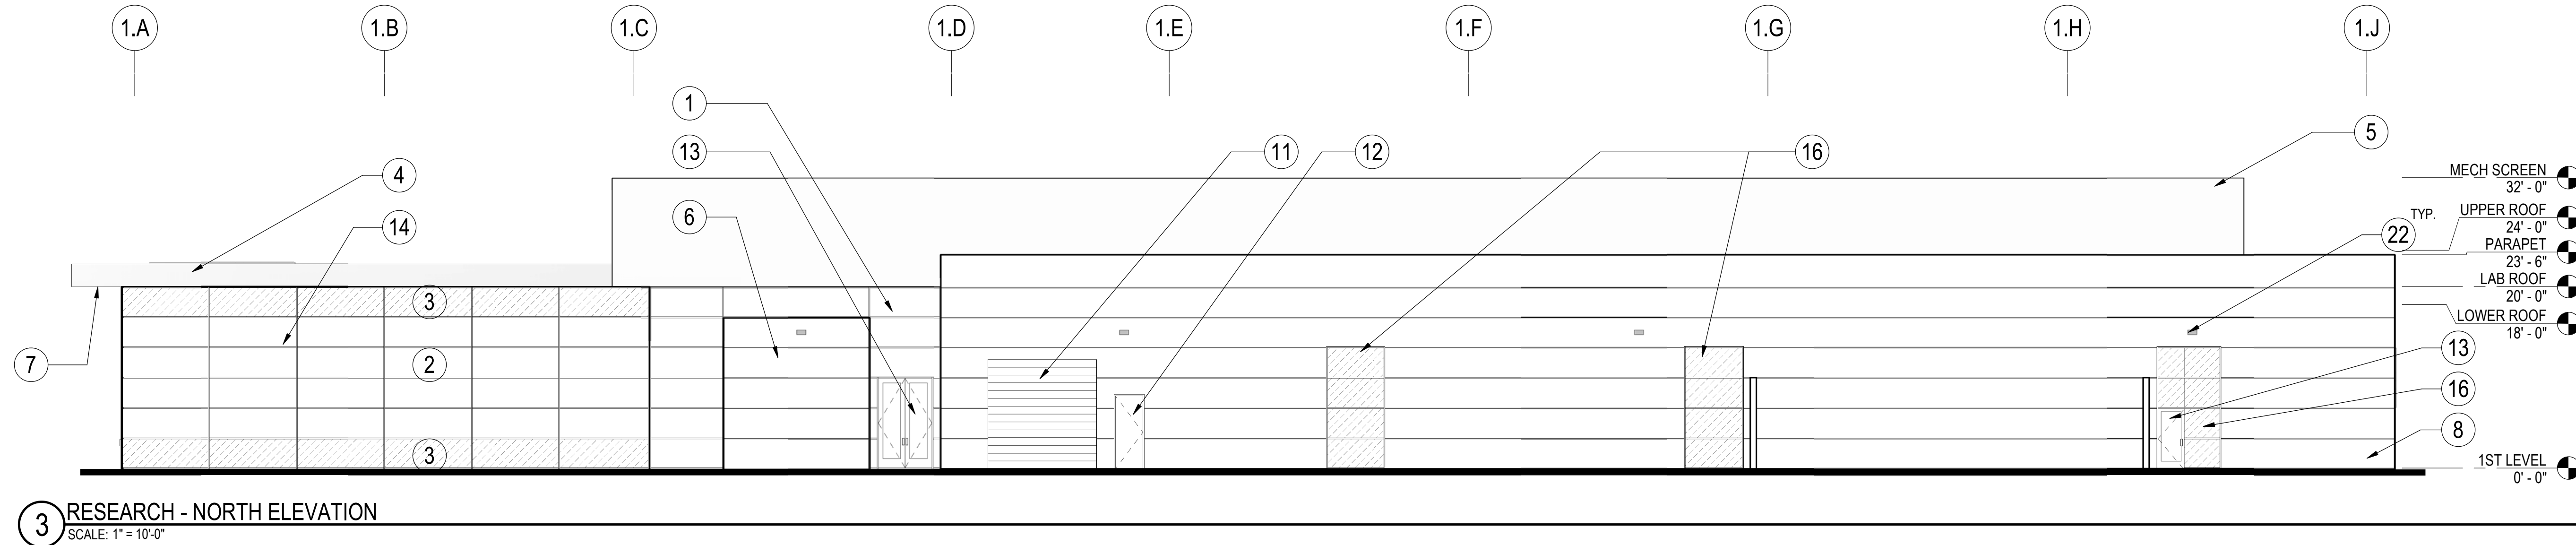 1.A 1.B 1.C 1.D 1.E 1.F 1.G 1.H 1.J
1
5
13 11 12 16
4
MECH SCREEN
32' - 0"
6
14
TYP.
UPPER ROOF
24' - 0"
22
PARAPET
23' - 6"
LAB ROOF
20' - 0"
3
LOWER ROOF
18' - 0"
13
7
2
16
8
3
1ST LEVEL
0' - 0"
3 RESEARCH - NORTH ELEVATION
SCALE: 1" = 10'-0"